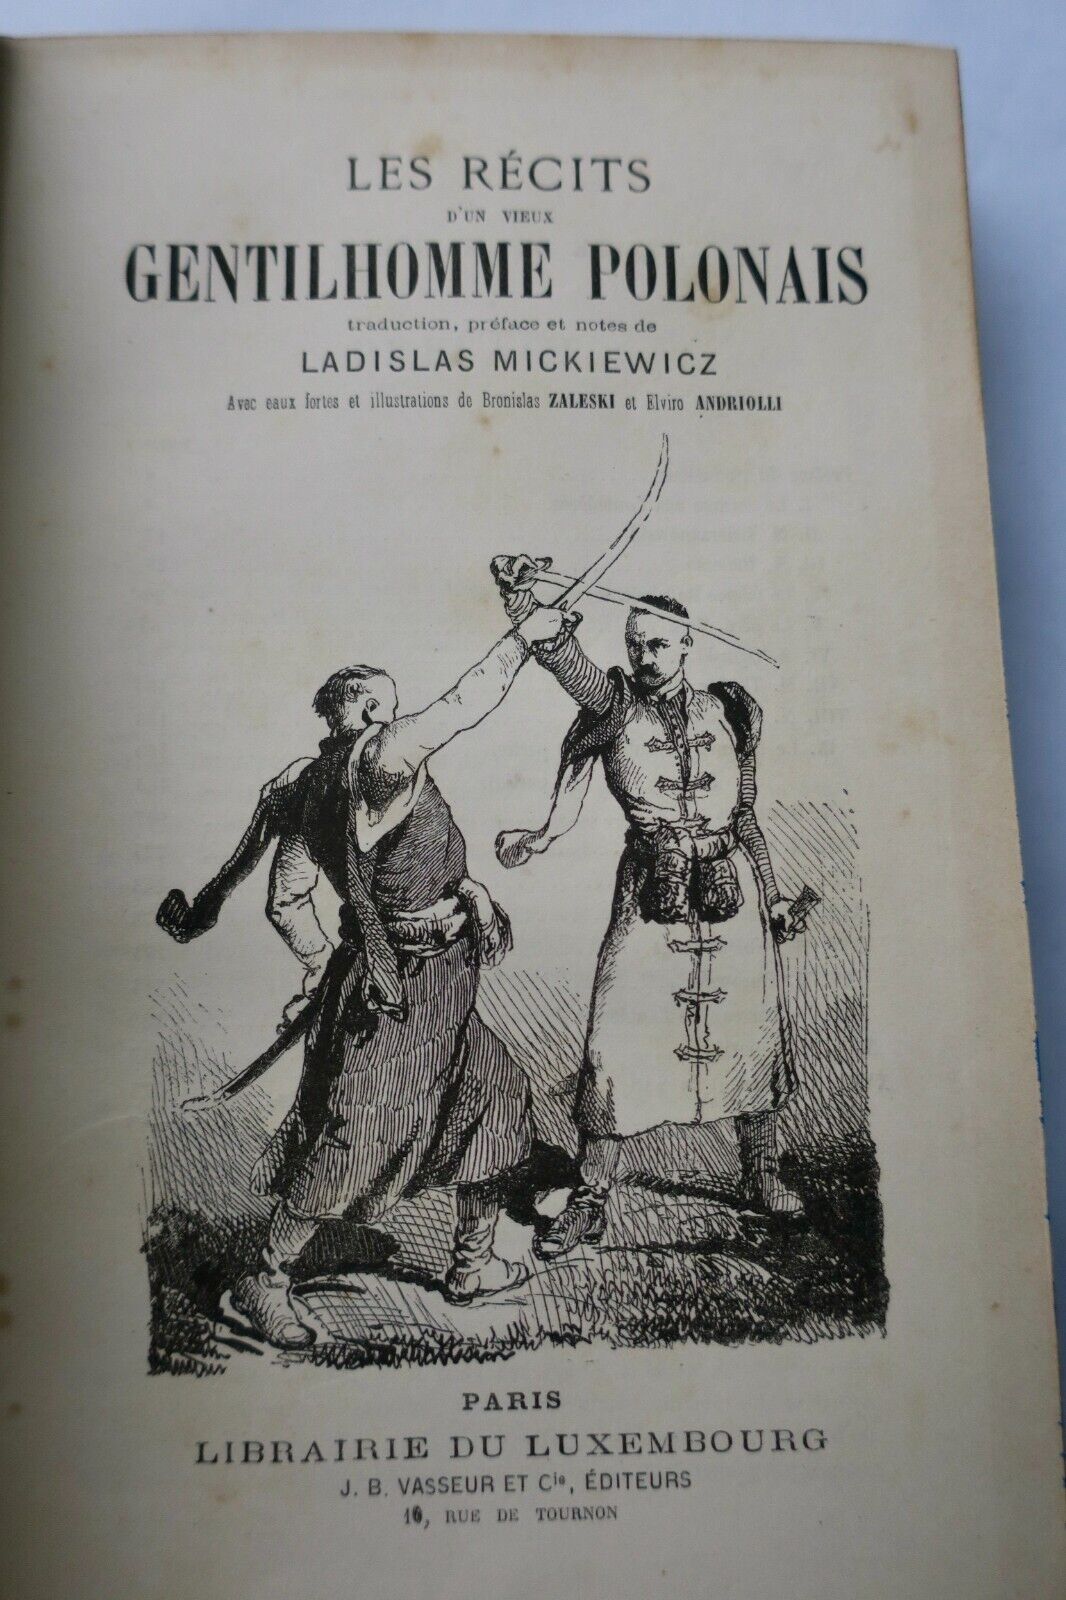 LES RÉCITS
D'UN VIEUX
GENTILHOMME POLONAIS
traduction, préface et notes de
LADISLAS MICKIEWICZ
Avec eaux fortes et illustrations de Bronislas ZALESKI et Elviro ANDRIOLLI
PARIS
LIBRAIRIE DU LUXEMBOURG
J. B. VASSEUR ET Cie, ÉDITEURS
RUE DE TOURNON